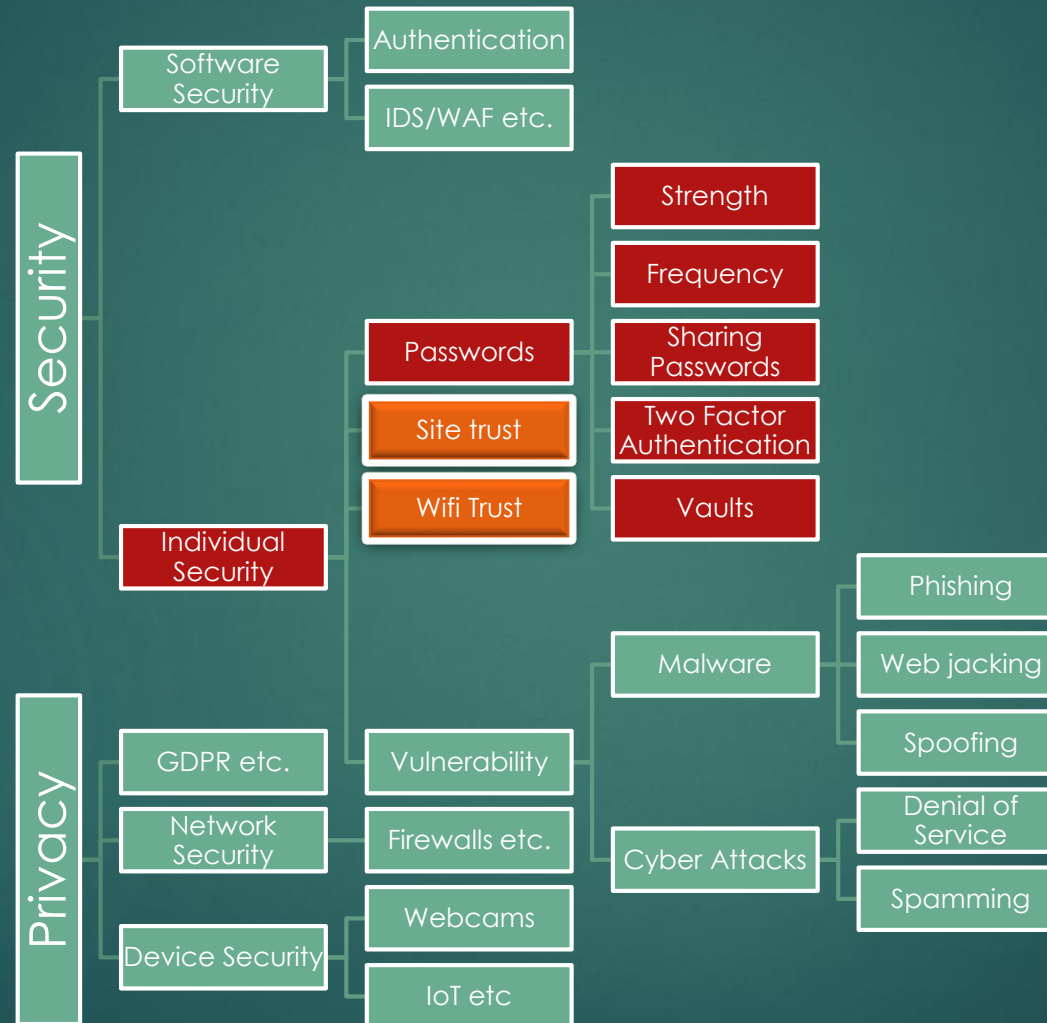 Security
Software
Security
Authentication
IDS/WAF etc.
Individual
Security
Passwords
Strength
Frequency
Sharing
Passwords
Two Factor
Authentication
Vaults
Site trust
Wifi Trust
Vulnerability
Malware
Phishing
Web jacking
Spoofing
Cyber Attacks
Denial of
Service
Spamming
Privacy
GDPR etc.
Network
Security
Firewalls etc.
Device Security
Webcams
IoT etc